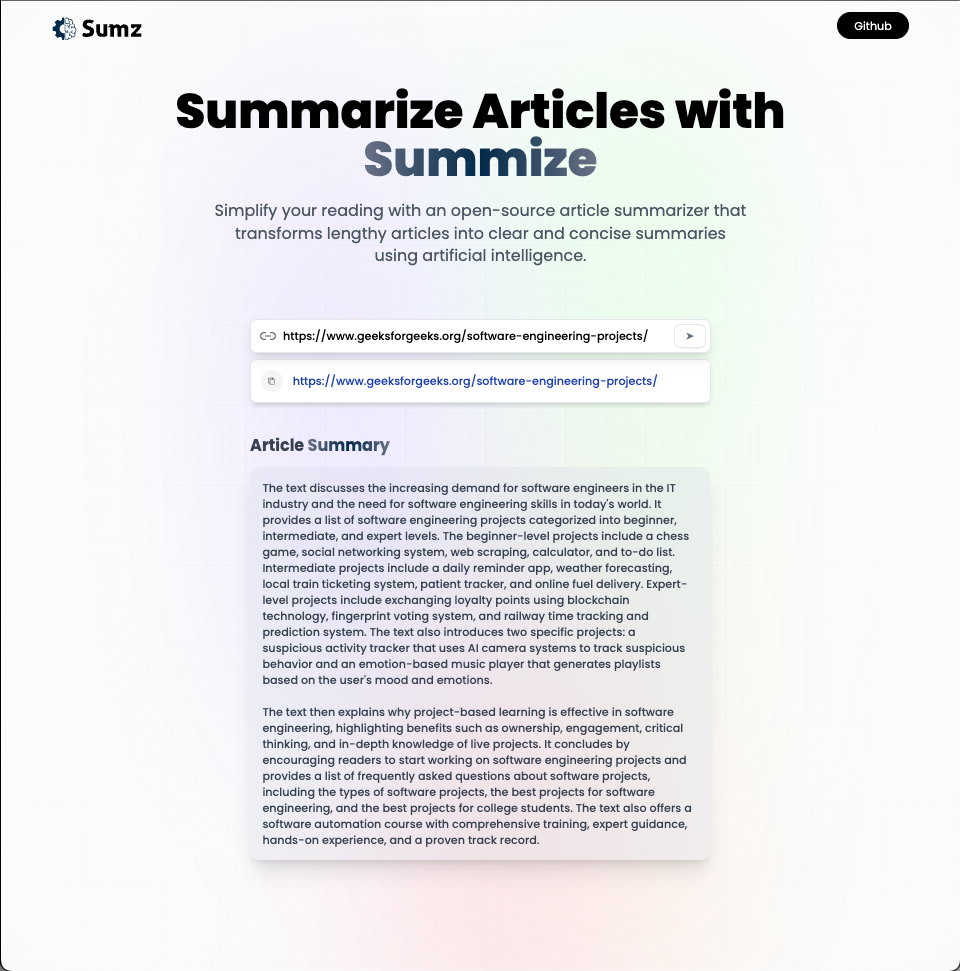 Sumz
Github
Summarize Articles with
Summize
Simplify your reading with an open-source article summarizer that
transforms lengthy articles into clear and concise summaries
using artificial intelligence.
https://www.geeksforgeeks.org/software-engineering-projects/
https://www.geeksforgeeks.org/software-engineering-projects/
Article Summary
The text discusses the increasing demand for software engineers in the IT
industry and the need for software engineering skills in today's world. It
provides a list of software engineering projects categorized into beginner,
intermediate, and expert levels. The beginner-level projects include a chess
game, social networking system, web scraping, calculator, and to-do list.
Intermediate projects include a daily reminder app, weather forecasting,
local train ticketing system, patient tracker, and online fuel delivery. Expert-
level projects include exchanging loyalty points using blockchain
technology, fingerprint voting system, and railway time tracking and
prediction system. The text also introduces two specific projects: a
suspicious activity tracker that uses AI camera systems to track suspicious
behavior and an emotion-based music player that generates playlists
based on the user's mood and emotions.
The text then explains why project-based learning is effective in software
engineering, highlighting benefits such as ownership, engagement, critical
thinking, and in-depth knowledge of live projects. It concludes by
encouraging readers to start working on software engineering projects and
provides a list of frequently asked questions about software projects,
including the types of software projects, the best projects for software
engineering, and the best projects for college students. The text also offers a
software automation course with comprehensive training, expert guidance,
hands-on experience, and a proven track record.